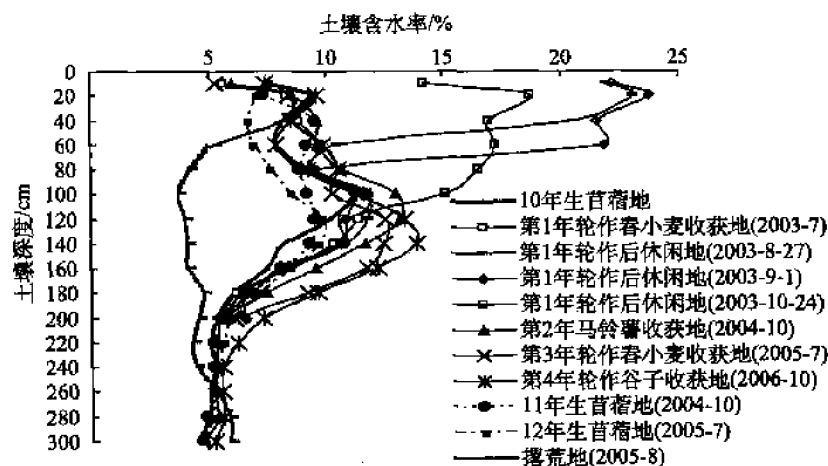 土壤含水率/%
5 10 15 20 25
土壤深度/cm
0
20
40
60
80
100
120
140
160
180
200
220
240
260
280
300
10年生苜蓿地
第1年轮作春小麦收获地(2003-7)
第1年轮作后休闲地(2003-8-27)
第1年轮作后休闲地(2003-9-1)
第1年轮作后休闲地(2003-10-24)
第2年马铃薯收获地(2004-10)
第3年轮作春小麦收获地(2005-7)
第4年轮作谷子收获地(2006-10)
11年生苜蓿地(2004-10)
12年生苜蓿地(2005-7)
撂荒地(2005-8)